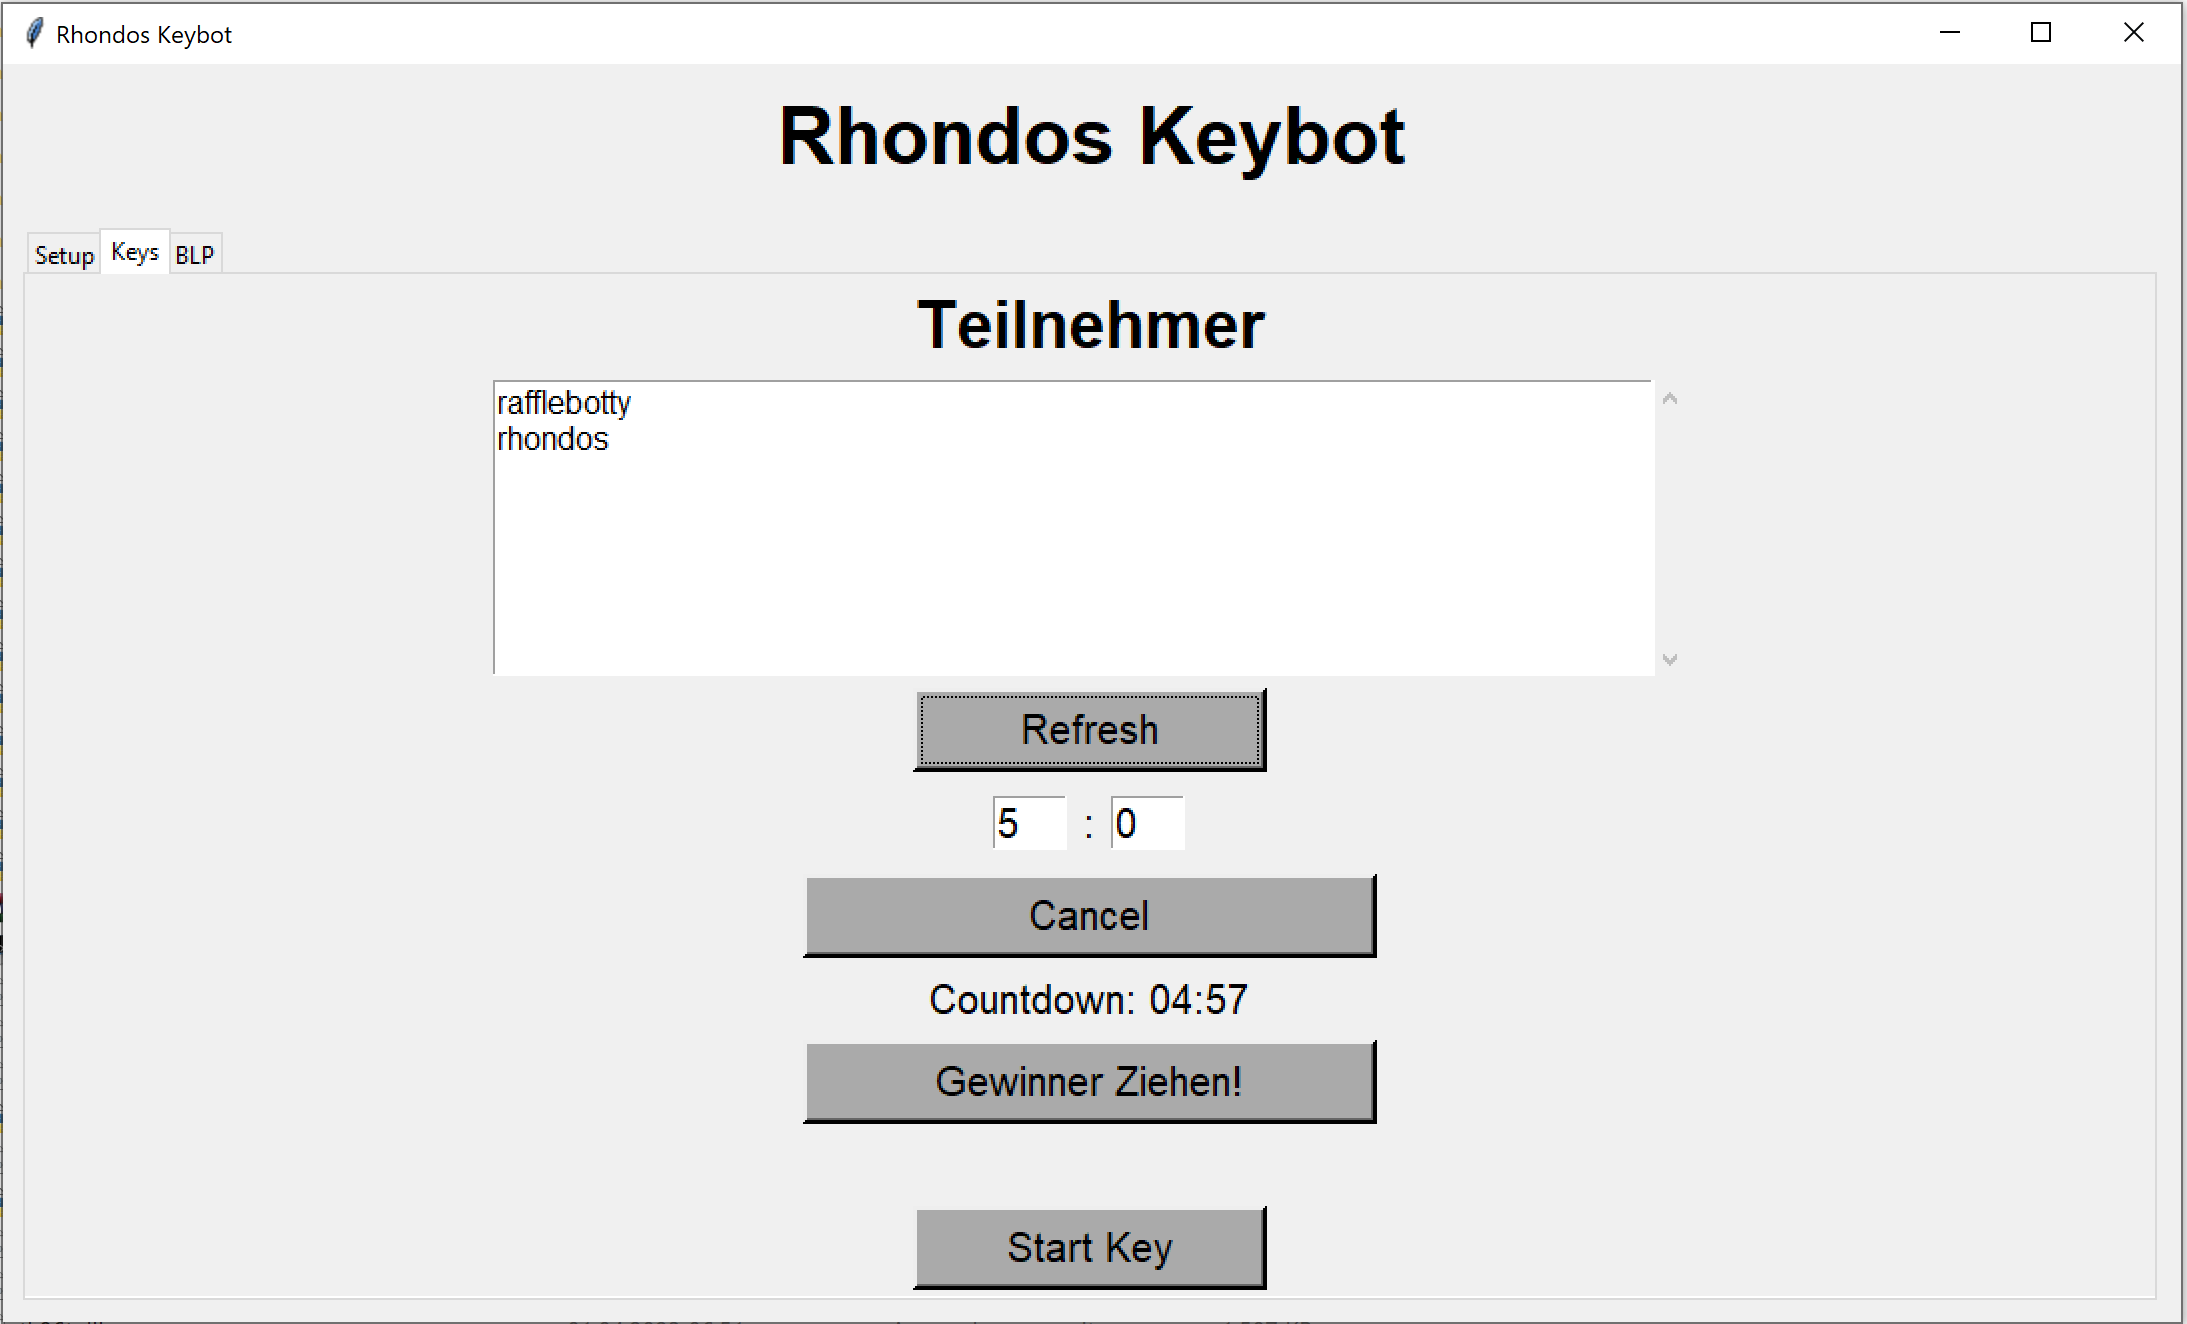 Rhondos Keybot
Rhondos Keybot
Setup Keys BLP
Teilnehmer
rafflebotty
rhondos
Refresh
5 : 0
Cancel
Countdown: 04:57
Gewinner Ziehen!
Start Key